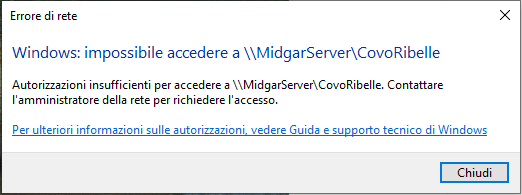 Errore di rete
Windows: impossibile accedere a \\MidgarServer\CovoRibelle
Autorizzazioni insufficienti per accedere a \\MidgarServer\CovoRibelle. Contattare
l'amministratore della rete per richiedere l'accesso.
Per ulteriori informazioni sulle autorizzazioni, vedere Guida e supporto tecnico di Windows
Chiudi